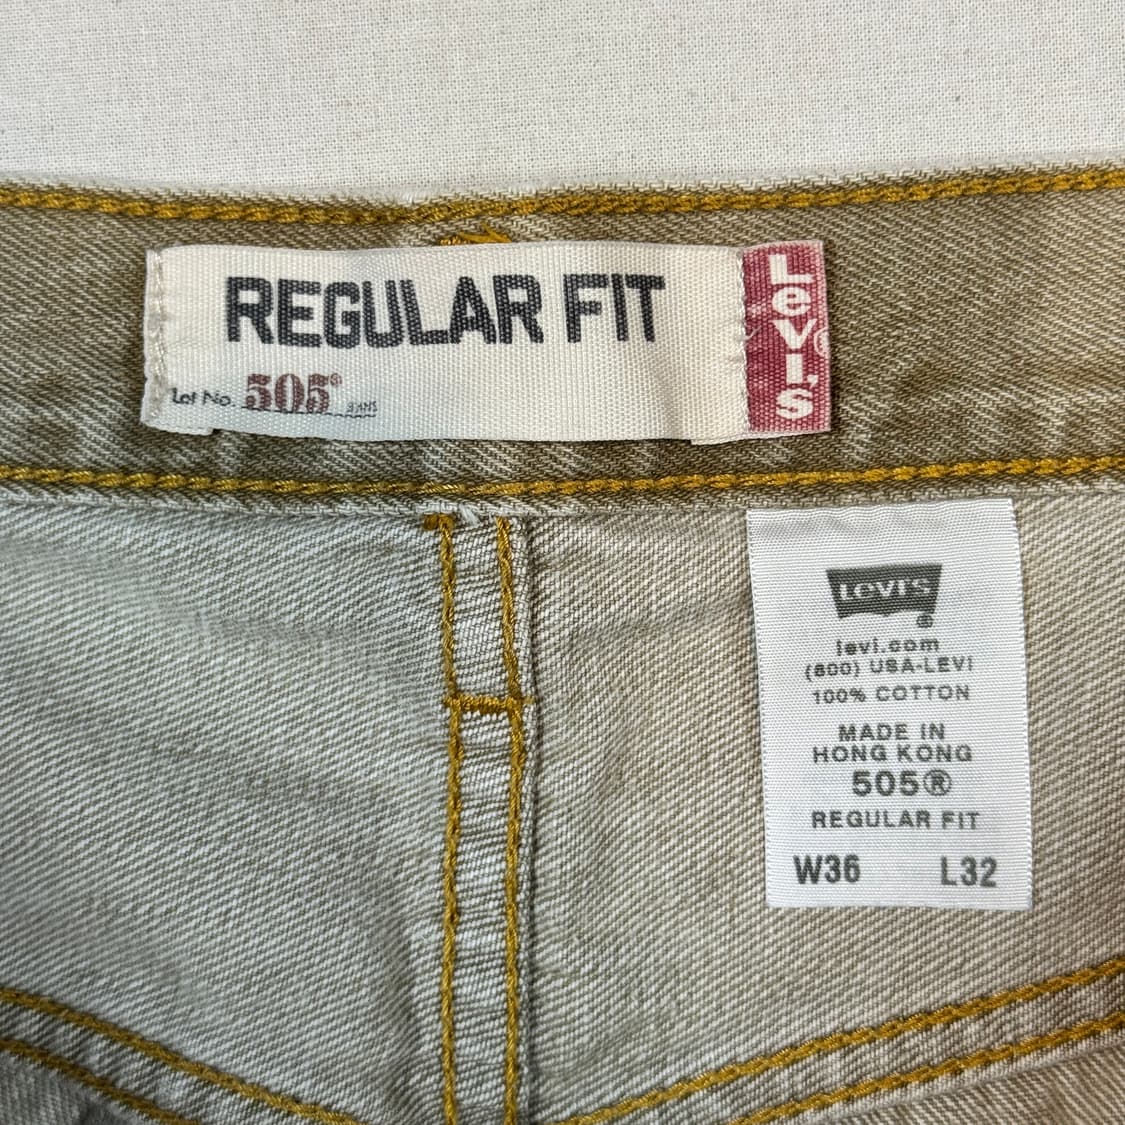 REGULAR FIT
Lot No. 505® JEANS
Levi's®
LEVI'S
®
levi.com
(800) USA-LEVI
100% COTTON
MADE IN
HONG KONG
505®
REGULAR FIT
W36 L32